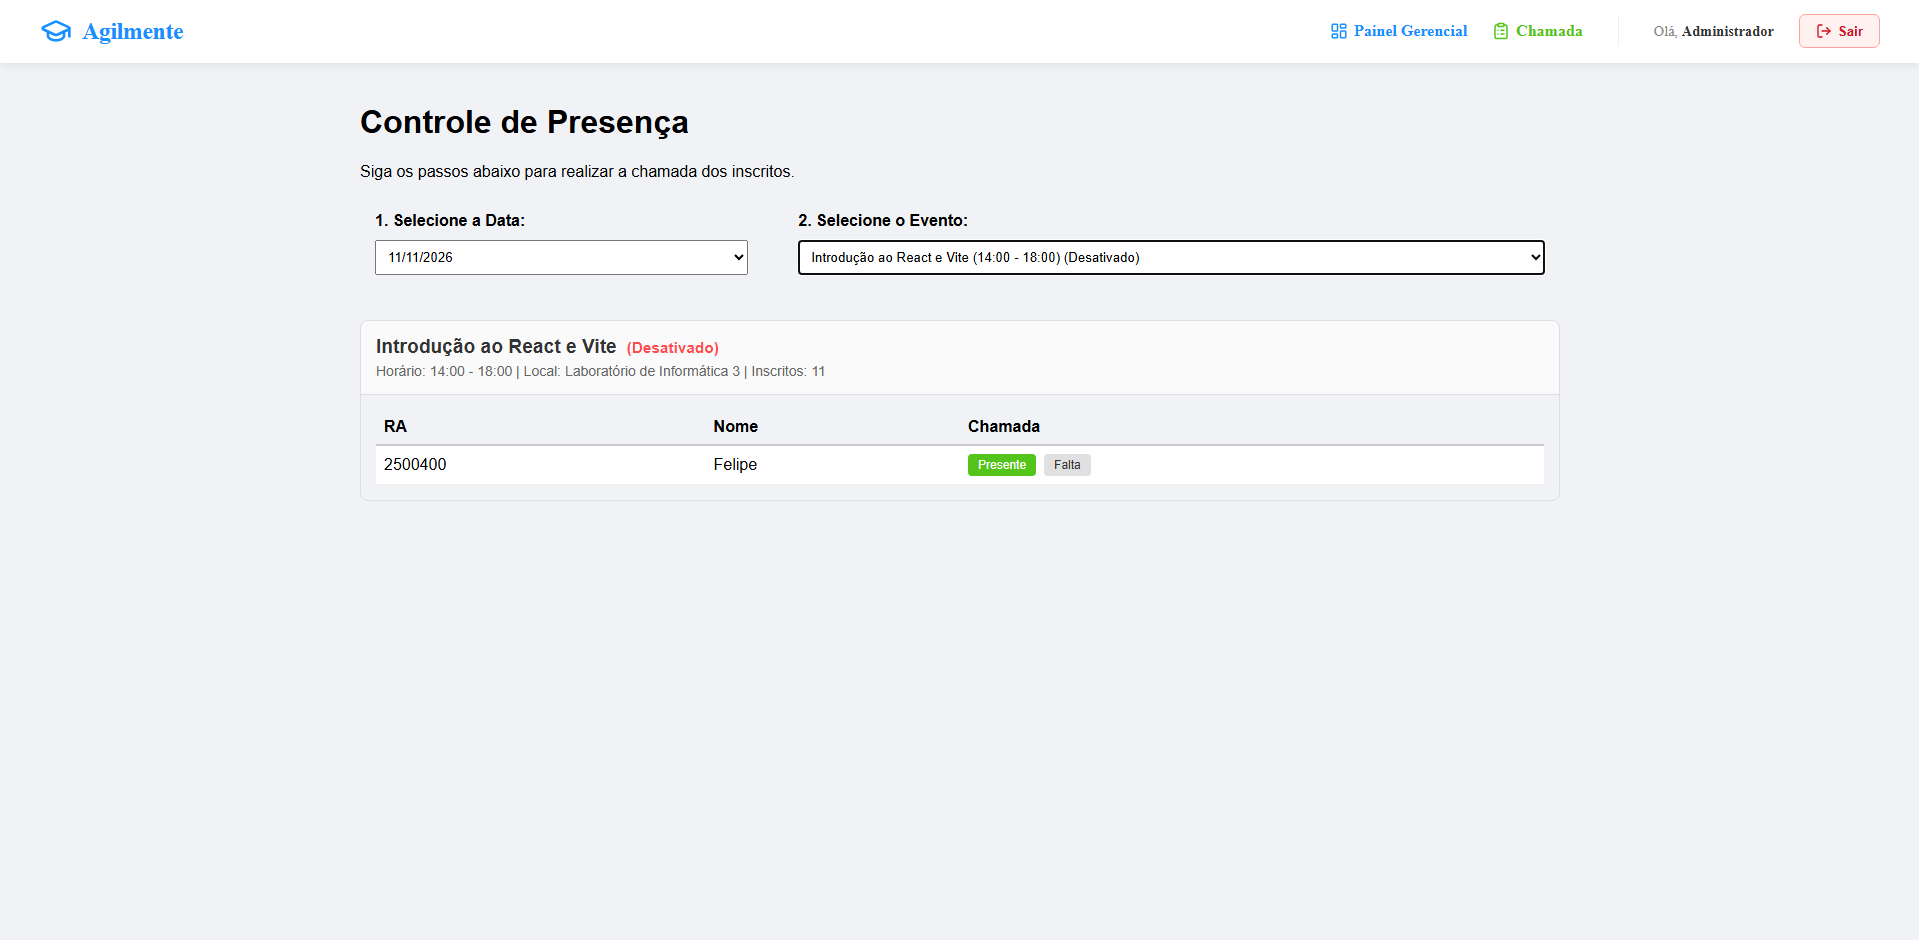 Agilmente
Painel Gerencial
Chamada
Olá, Administrador
Sair
Controle de Presença
Siga os passos abaixo para realizar a chamada dos inscritos.
1. Selecione a Data:
11/11/2026
2. Selecione o Evento:
Introdução ao React e Vite (14:00 - 18:00) (Desativado)
Introdução ao React e Vite (Desativado)
Horário: 14:00 - 18:00 | Local: Laboratório de Informática 3 | Inscritos: 11
RA Nome Chamada
2500400 Felipe Presente Falta